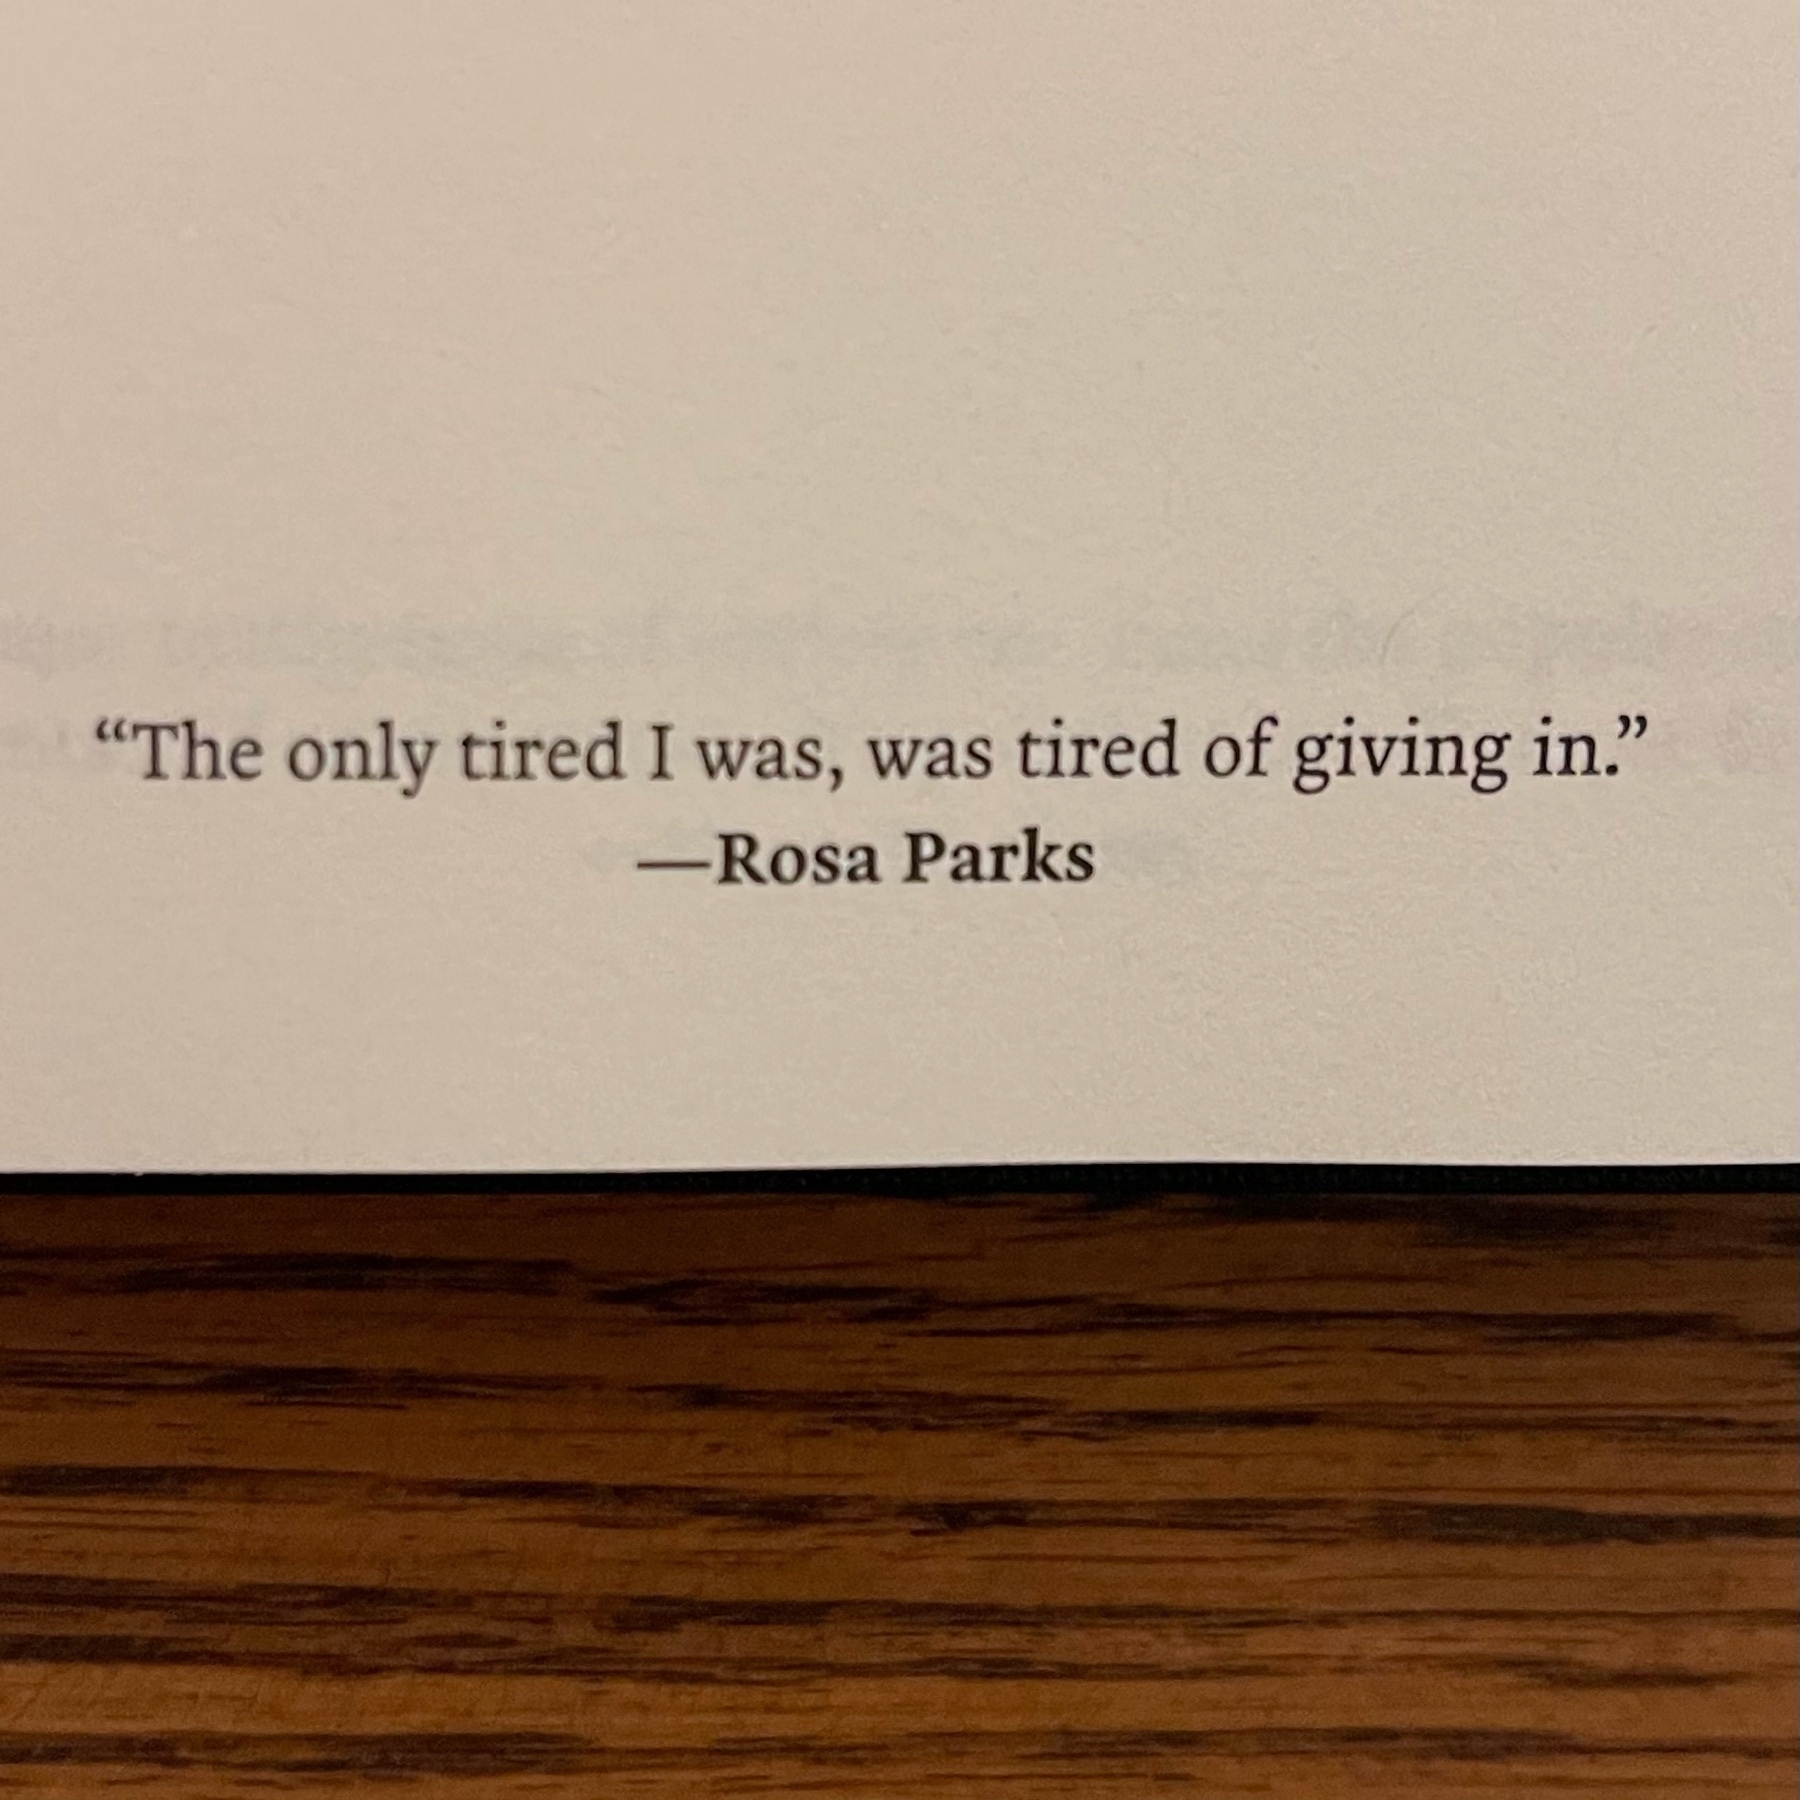 “The only tired I was, was tired of giving in.”
—Rosa Parks